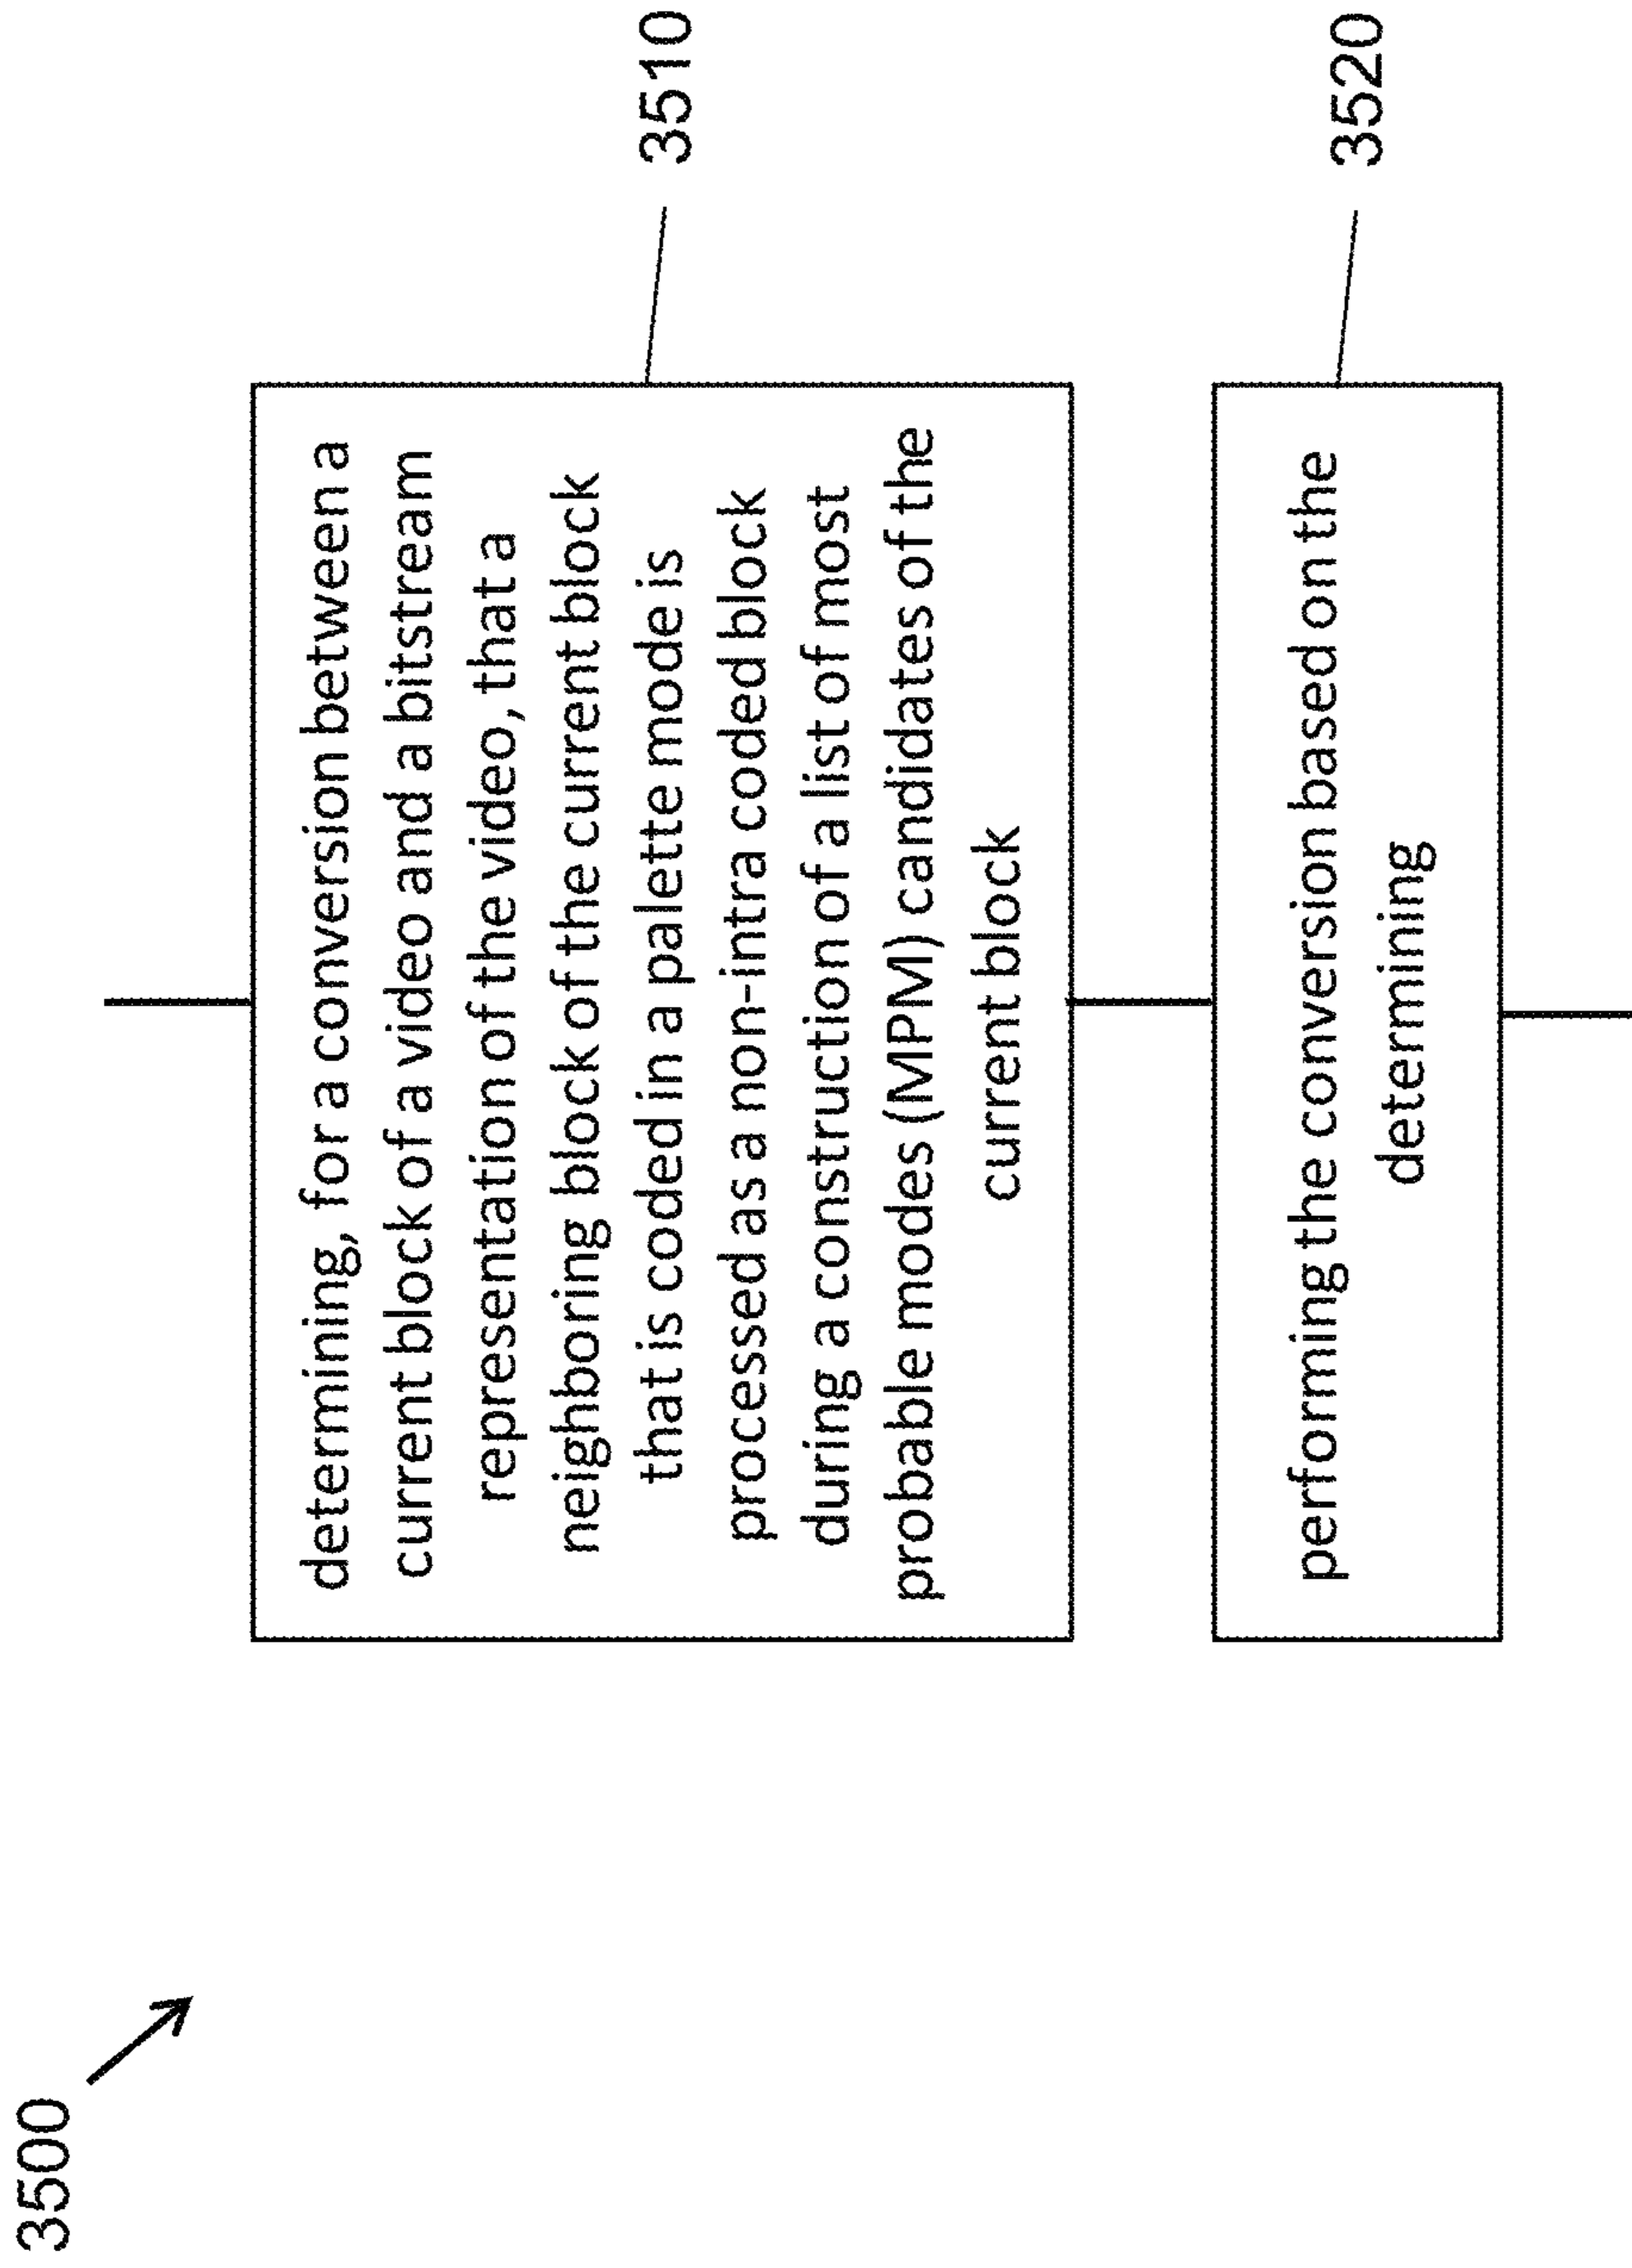 3500
determining, for a conversion between a
current block of a video and a bitstream
representation of the video, that a
neighboring block of the current block
that is coded in a palette mode is
processed as a non-intra coded block
during a construction of a list of most
probable modes (MPM) candidates of the
current block
3510
performing the conversion based on the
determining
3520